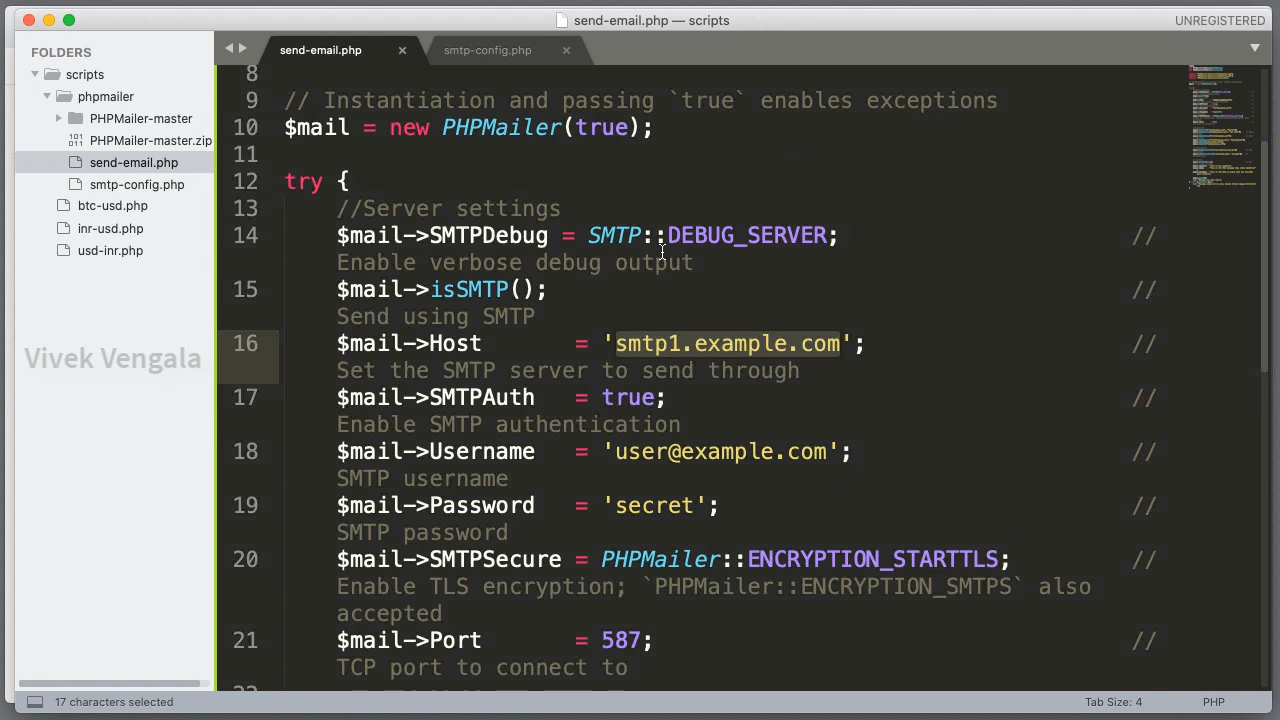 send-email.php — scripts
UNREGISTERED
FOLDERS
scripts
phpmailer
PHPMailer-master
PHPMailer-master.zip
send-email.php
smtp-config.php
btc-usd.php
inr-usd.php
usd-inr.php
Vivek Vengala
send-email.php ×
smtp-config.php ×
8
9 // Instantiation and passing `true` enables exceptions
10 $mail = new PHPMailer(true);
11
12 try {
13 //Server settings
14 $mail->SMTPDebug = SMTP::DEBUG_SERVER; //
Enable verbose debug output
15 $mail->isSMTP(); //
Send using SMTP
16 $mail->Host = 'smtp1.example.com'; //
Set the SMTP server to send through
17 $mail->SMTPAuth = true; //
Enable SMTP authentication
18 $mail->Username = 'user@example.com'; //
SMTP username
19 $mail->Password = 'secret'; //
SMTP password
20 $mail->SMTPSecure = PHPMailer::ENCRYPTION_STARTTLS; //
Enable TLS encryption; `PHPMailer::ENCRYPTION_SMTPS` also
accepted
21 $mail->Port = 587; //
TCP port to connect to
17 characters selected
Tab Size: 4
PHP